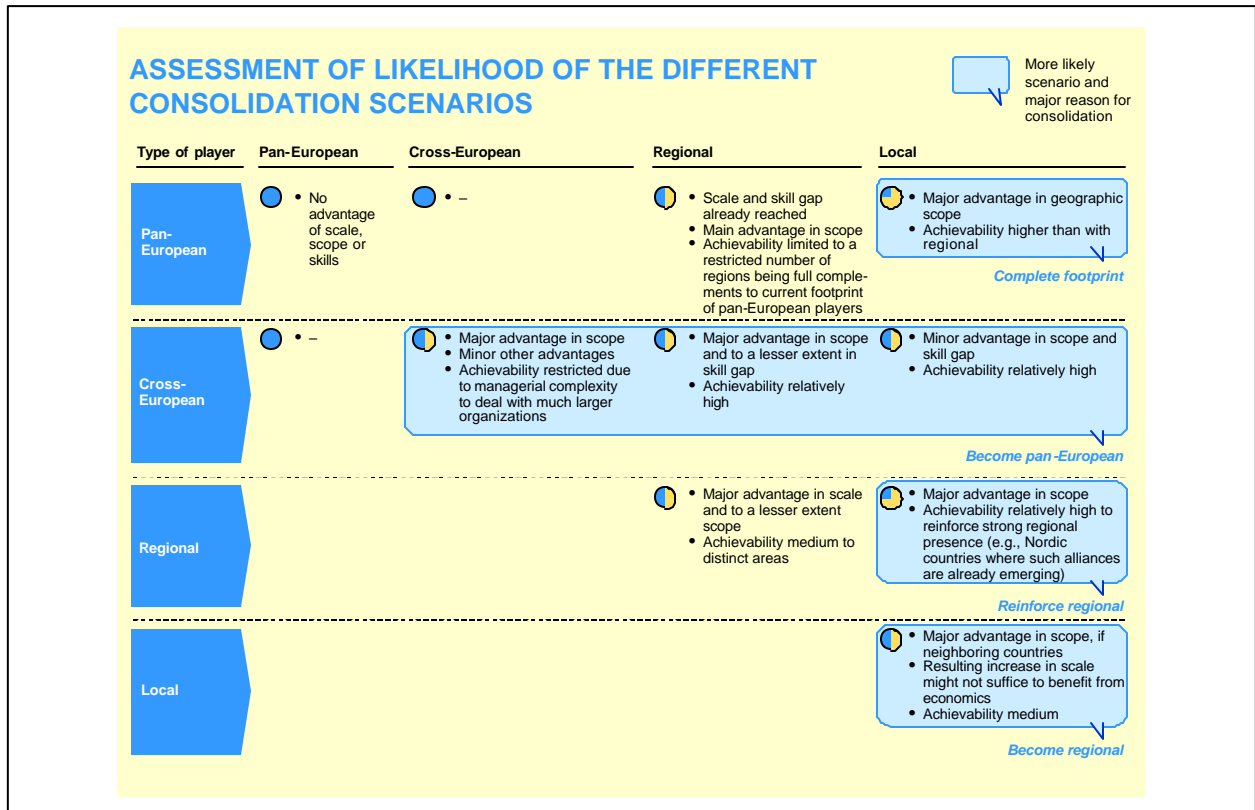 ASSESSMENT OF LIKELIHOOD OF THE DIFFERENT
CONSOLIDATION SCENARIOS
More likely
scenario and
major reason for
consolidation
Type of player
Pan-European
Cross-European
Regional
Local
Pan-
European
• No
advantage
of scale,
scope or
skills
• –
• Scale and skill gap
already reached
• Main advantage in scope
• Achievability limited to a
restricted number of
regions being full comple-
ments to current footprint
of pan-European players
• Major advantage in geographic
scope
• Achievability higher than with
regional
Complete footprint
Cross-
European
• –
• Major advantage in scope
• Minor other advantages
• Achievability restricted due
to managerial complexity
to deal with much larger
organizations
• Major advantage in scope
and to a lesser extent in
skill gap
• Achievability relatively
high
• Minor advantage in scope and
skill gap
• Achievability relatively high
Become pan-European
Regional
• Major advantage in scale
and to a lesser extent
scope
• Achievability medium to
distinct areas
• Major advantage in scope
• Achievability relatively high to
reinforce strong regional
presence (e.g., Nordic
countries where such alliances
are already emerging)
Reinforce regional
Local
• Major advantage in scope, if
neighboring countries
• Resulting increase in scale
might not suffice to benefit from
economics
• Achievability medium
Become regional